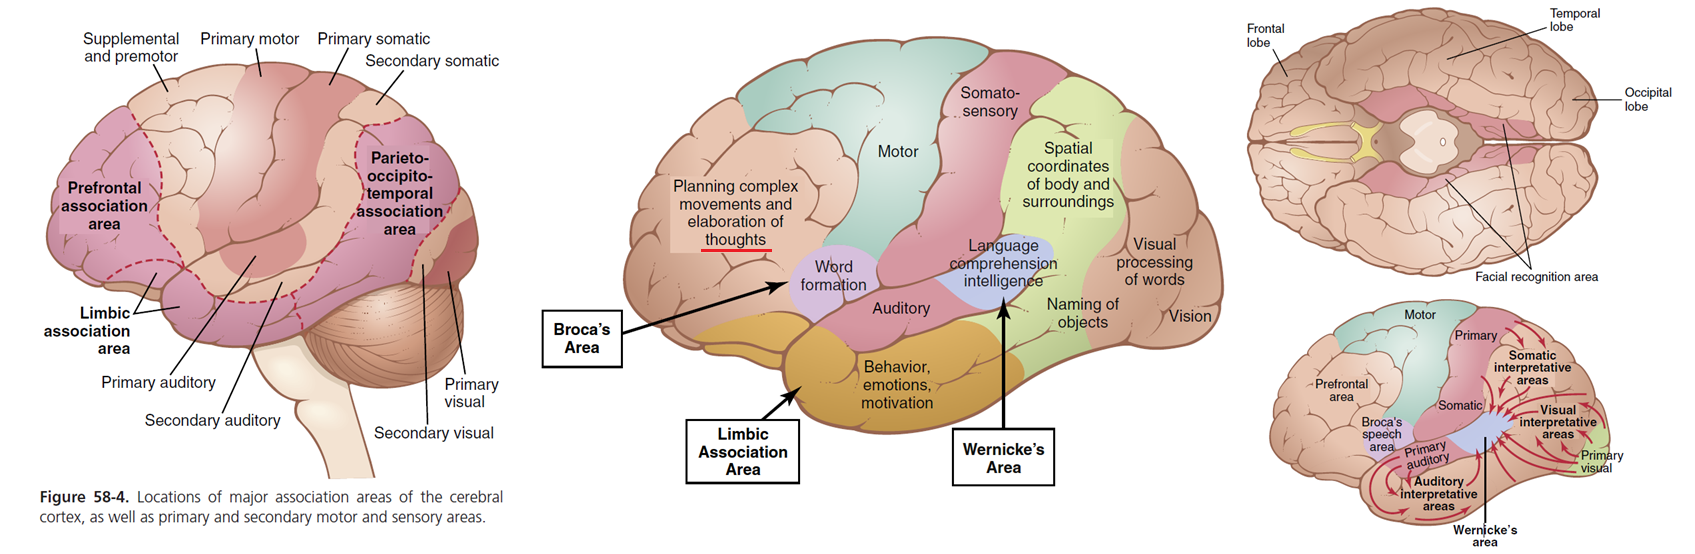 Supplemental
and premotor
Primary motor
Primary somatic
Secondary somatic
Prefrontal
association
area
Parieto-
occipito-
temporal
association
area
Limbic
association
area
Primary auditory
Secondary auditory
Primary
visual
Secondary visual
Figure 58-4. Locations of major association areas of the cerebral
cortex, as well as primary and secondary motor and sensory areas.
Somato-
sensory
Motor
Spatial
coordinates
of body and
surroundings
Planning complex
movements and
elaboration of
thoughts
Word
formation
Language
comprehension
intelligence
Visual
processing
of words
Auditory
Naming of
objects
Vision
Behavior,
emotions,
motivation
Broca's
Area
Limbic
Association
Area
Wernicke's
Area
Frontal
lobe
Temporal
lobe
Occipital
lobe
Facial recognition area
Motor
Primary
Somatic
interpretative
areas
Prefrontal
area
Somatic
Visual
interpretative
areas
Broca's
speech
area
Primary
auditory
Primary
visual
Auditory
interpretative
areas
Wernicke's
area